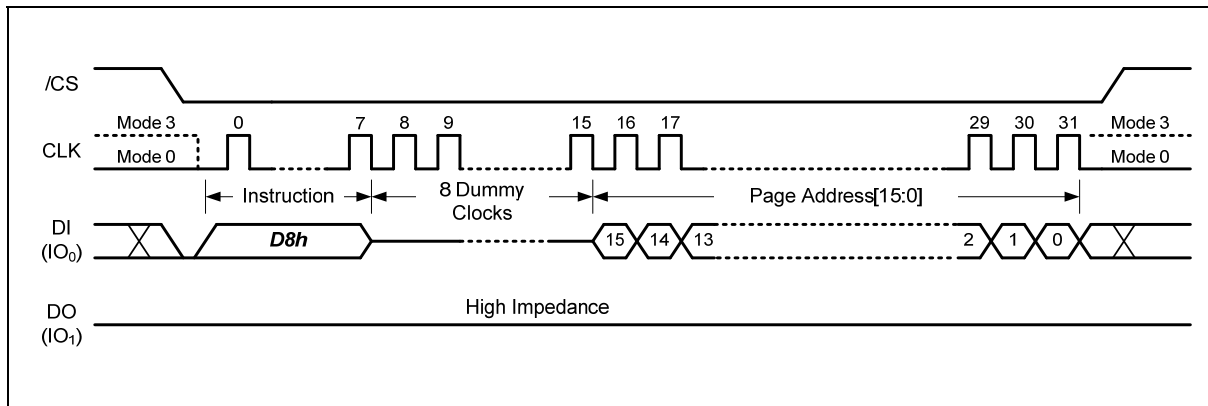 /CS
Mode 3 0 7 8 9 15 16 17 29 30 31 Mode 3
CLK
Mode 0 Mode 0
Instruction 8 Dummy Page Address[15:0]
Clocks
DI
(IO₀)
D8h 15 14 13 2 1 0
High Impedance
DO
(IO₁)